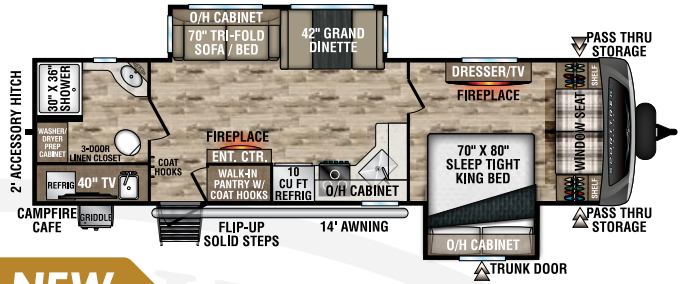 O/H CABINET
70" TRI-FOLD
SOFA / BED
42" GRAND
DINETTE
PASS THRU
STORAGE
30" X 36"
SHOWER
DRESSER/TV
FIREPLACE
SHELF
2' ACCESSORY HITCH
WASHER/
DRYER
PREP
CABINET
3-DOOR
LINEN CLOSET
COAT
HOOKS
FIREPLACE
ENT. CTR.
WALK-IN
PANTRY W/
COAT HOOKS
10
CU FT
REFRIG
O/H CABINET
70" X 80"
SLEEP TIGHT
KING BED
WINDOW SEAT
SHELF
REFRIG
40" TV
CAMPFIRE
CAFE
GRIDDLE
FLIP-UP
SOLID STEPS
14' AWNING
O/H CABINET
PASS THRU
STORAGE
TRUNK DOOR
NEW